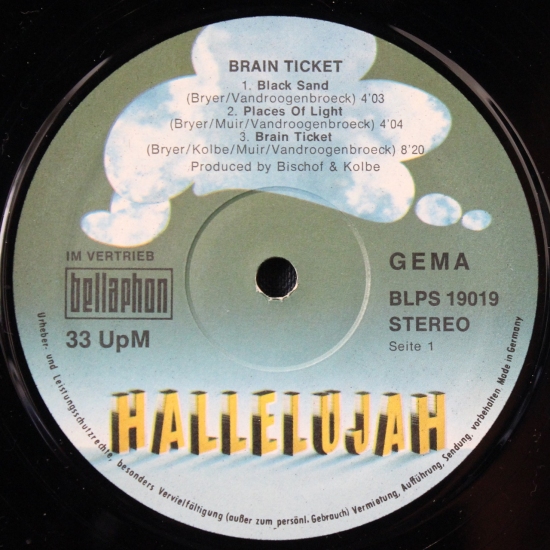 BRAIN TICKET
1. Black Sand
(Bryer/Vandroogenbroeck) 4'03
2. Places Of Light
(Bryer/Muir/Vandroogenbroeck) 4'04
3. Brain Ticket
(Bryer/Kolbe/Muir/Vandroogenbroeck) 8'20
Produced by Bischof & Kolbe
IM VERTRIEB
bellaphon
33 UpM
GEMA
BLPS 19019
STEREO
Seite 1
HALLELUJAH
Urheber- und Leistungsschutzrechte, besonders Vervielfältigung (außer zum persönl. Gebrauch) Vermietung, Aufführung, Sendung, vorbehalten Made in Germany